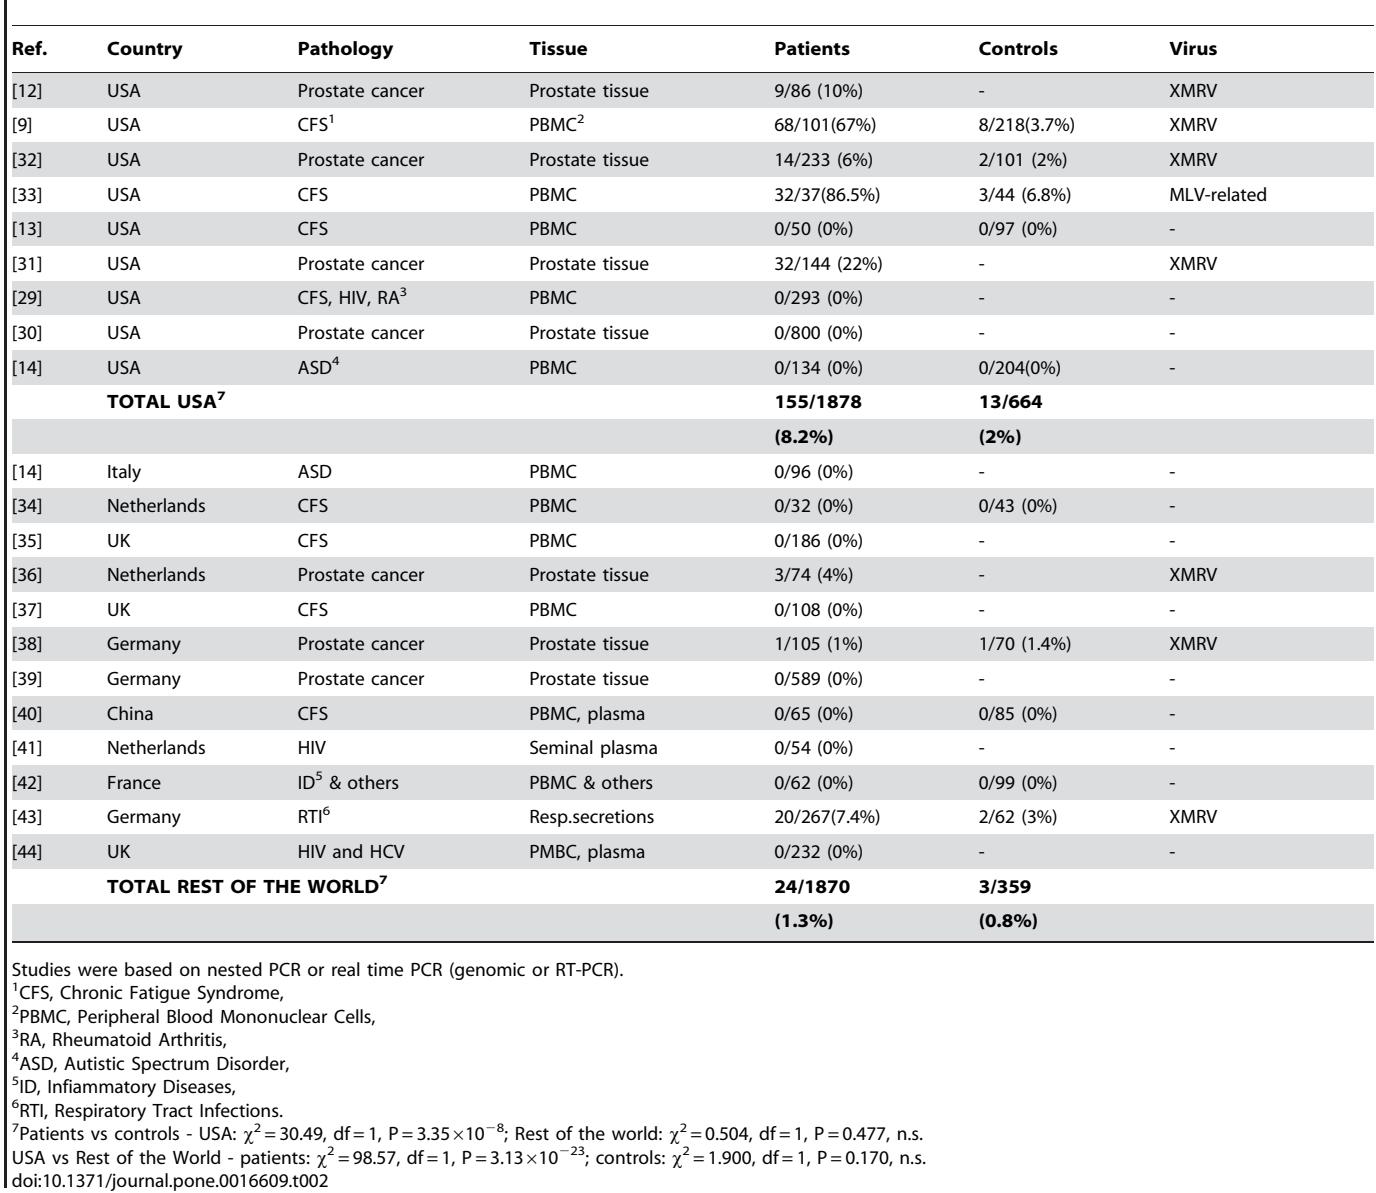 Ref. Country Pathology Tissue Patients Controls Virus
[12] USA Prostate cancer Prostate tissue 9/86 (10%) - XMRV
[9] USA CFS1 PBMC2 68/101(67%) 8/218(3.7%) XMRV
[32] USA Prostate cancer Prostate tissue 14/233 (6%) 2/101 (2%) XMRV
[33] USA CFS PBMC 32/37(86.5%) 3/44 (6.8%) MLV-related
[13] USA CFS PBMC 0/50 (0%) 0/97 (0%) -
[31] USA Prostate cancer Prostate tissue 32/144 (22%) - XMRV
[29] USA CFS, HIV, RA3 PBMC 0/293 (0%) - -
[30] USA Prostate cancer Prostate tissue 0/800 (0%) - -
[14] USA ASD4 PBMC 0/134 (0%) 0/204(0%) -
TOTAL USA7 155/1878 13/664
(8.2%) (2%)
[14] Italy ASD PBMC 0/96 (0%) - -
[34] Netherlands CFS PBMC 0/32 (0%) 0/43 (0%) -
[35] UK CFS PBMC 0/186 (0%) - -
[36] Netherlands Prostate cancer Prostate tissue 3/74 (4%) - XMRV
[37] UK CFS PBMC 0/108 (0%) - -
[38] Germany Prostate cancer Prostate tissue 1/105 (1%) 1/70 (1.4%) XMRV
[39] Germany Prostate cancer Prostate tissue 0/589 (0%) - -
[40] China CFS PBMC, plasma 0/65 (0%) 0/85 (0%) -
[41] Netherlands HIV Seminal plasma 0/54 (0%) - -
[42] France ID5 & others PBMC & others 0/62 (0%) 0/99 (0%) -
[43] Germany RTI6 Resp.secretions 20/267(7.4%) 2/62 (3%) XMRV
[44] UK HIV and HCV PMBC, plasma 0/232 (0%) - -
TOTAL REST OF THE WORLD7 24/1870 3/359
(1.3%) (0.8%)
Studies were based on nested PCR or real time PCR (genomic or RT-PCR).
1CFS, Chronic Fatigue Syndrome,
2PBMC, Peripheral Blood Mononuclear Cells,
3RA, Rheumatoid Arthritis,
4ASD, Autistic Spectrum Disorder,
5ID, Infiammatory Diseases,
6RTI, Respiratory Tract Infections.
7Patients vs controls - USA: χ2 = 30.49, df = 1, P = 3.35×10−8; Rest of the world: χ2 = 0.504, df = 1, P = 0.477, n.s.
USA vs Rest of the World - patients: χ2 = 98.57, df = 1, P = 3.13×10−23; controls: χ2 = 1.900, df = 1, P = 0.170, n.s.
doi:10.1371/journal.pone.0016609.t002